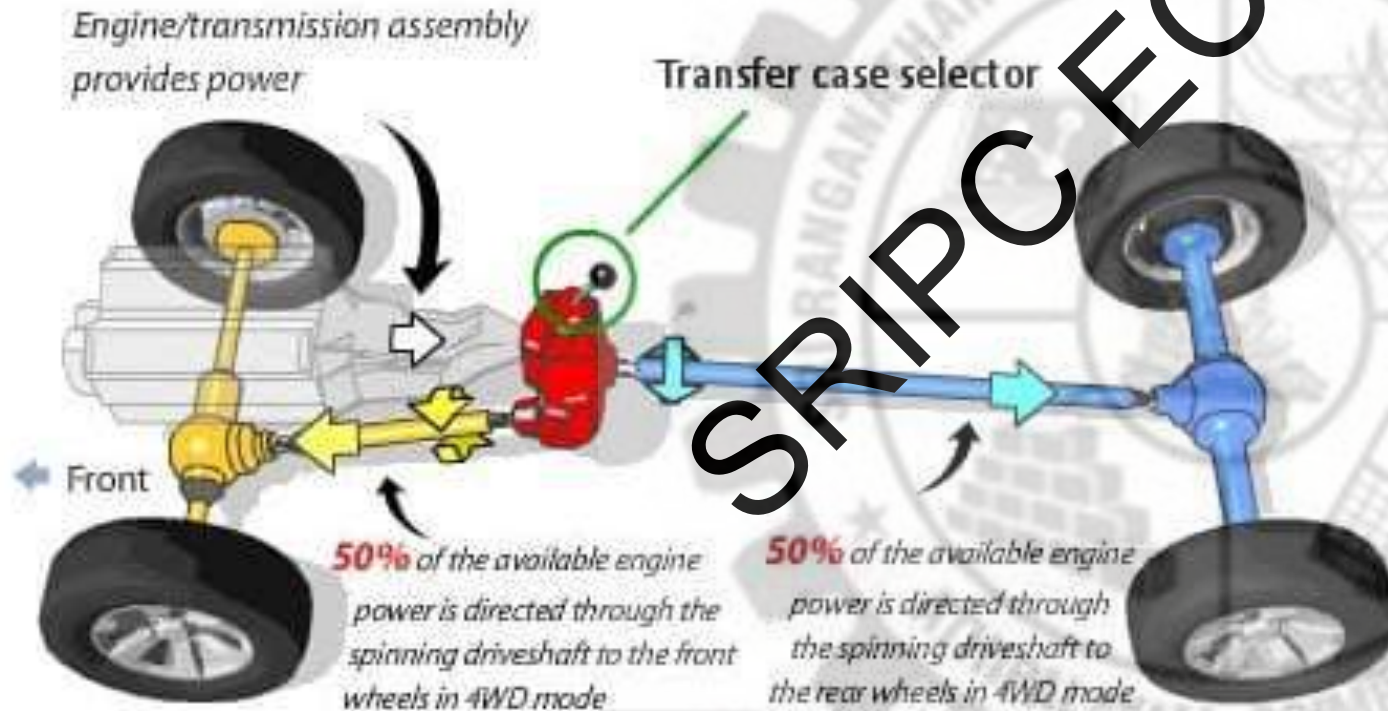 Engine/transmission assembly
provides power
Transfer case selector
Front
50% of the available engine
power is directed through the
spinning driveshaft to the front
wheels in 4WD mode
50% of the available engine
power is directed through
the spinning driveshaft to
the rear wheels in 4WD mode
SRIPC